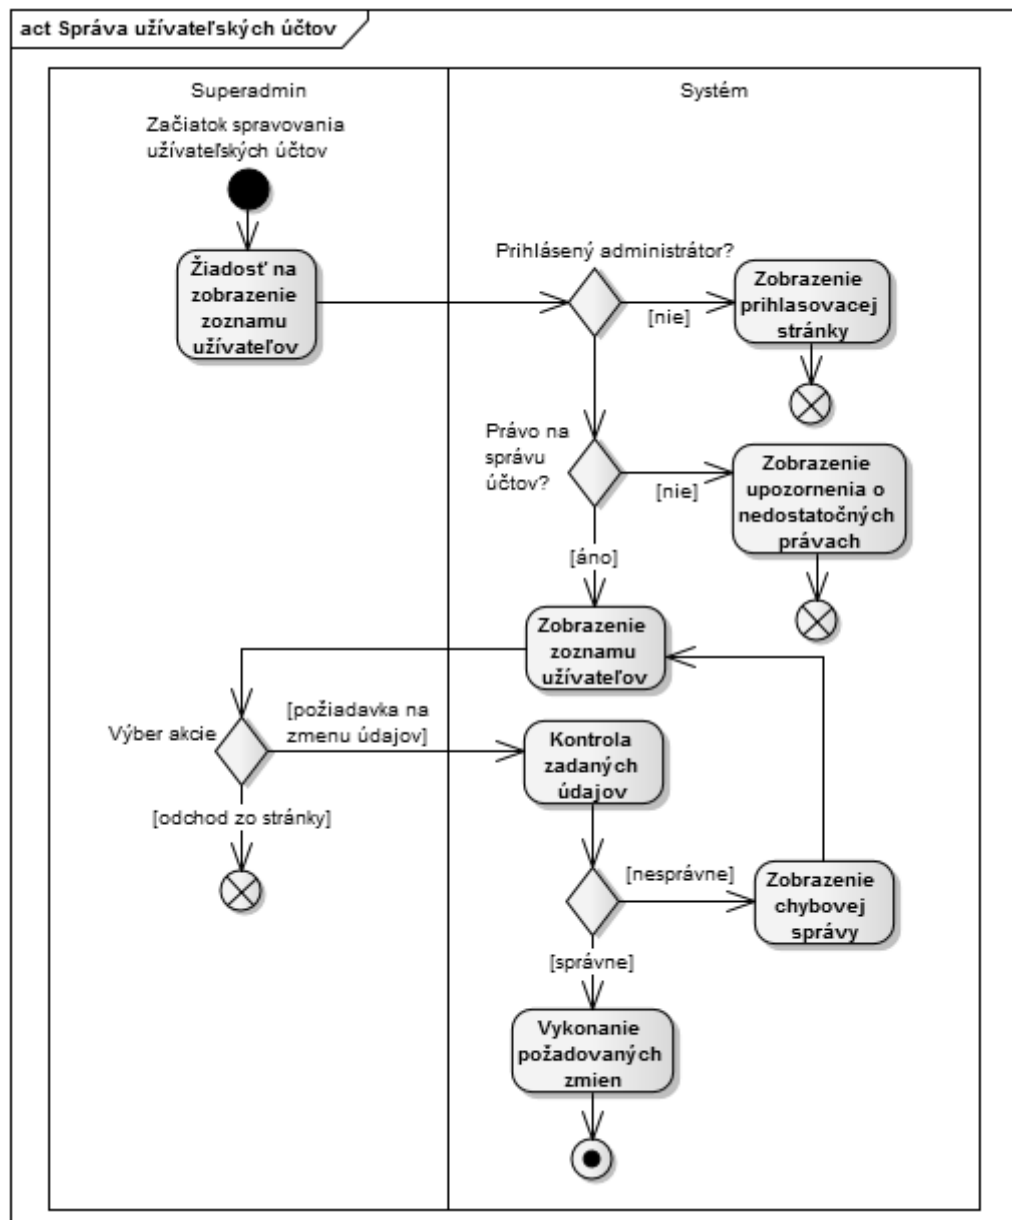 act Správa užívateľských účtov
Superadmin
Systém
Začiatok spravovania
užívateľských účtov
Žiadosť na
zobrazenie
zoznamu
užívateľov
Prihlásený administrátor?
[nie]
Zobrazenie
prihlasovacej
stránky
Právo na
správu
účtov?
[nie]
Zobrazenie
upozornenia o
nedostatočných
právach
[áno]
Zobrazenie
zoznamu
užívateľov
Výber akcie
[požiadavka na
zmenu údajov]
Kontrola
zadaných
údajov
[odchod zo stránky]
[nesprávne]
Zobrazenie
chybovej
správy
[správne]
Vykonanie
požadovaných
zmien